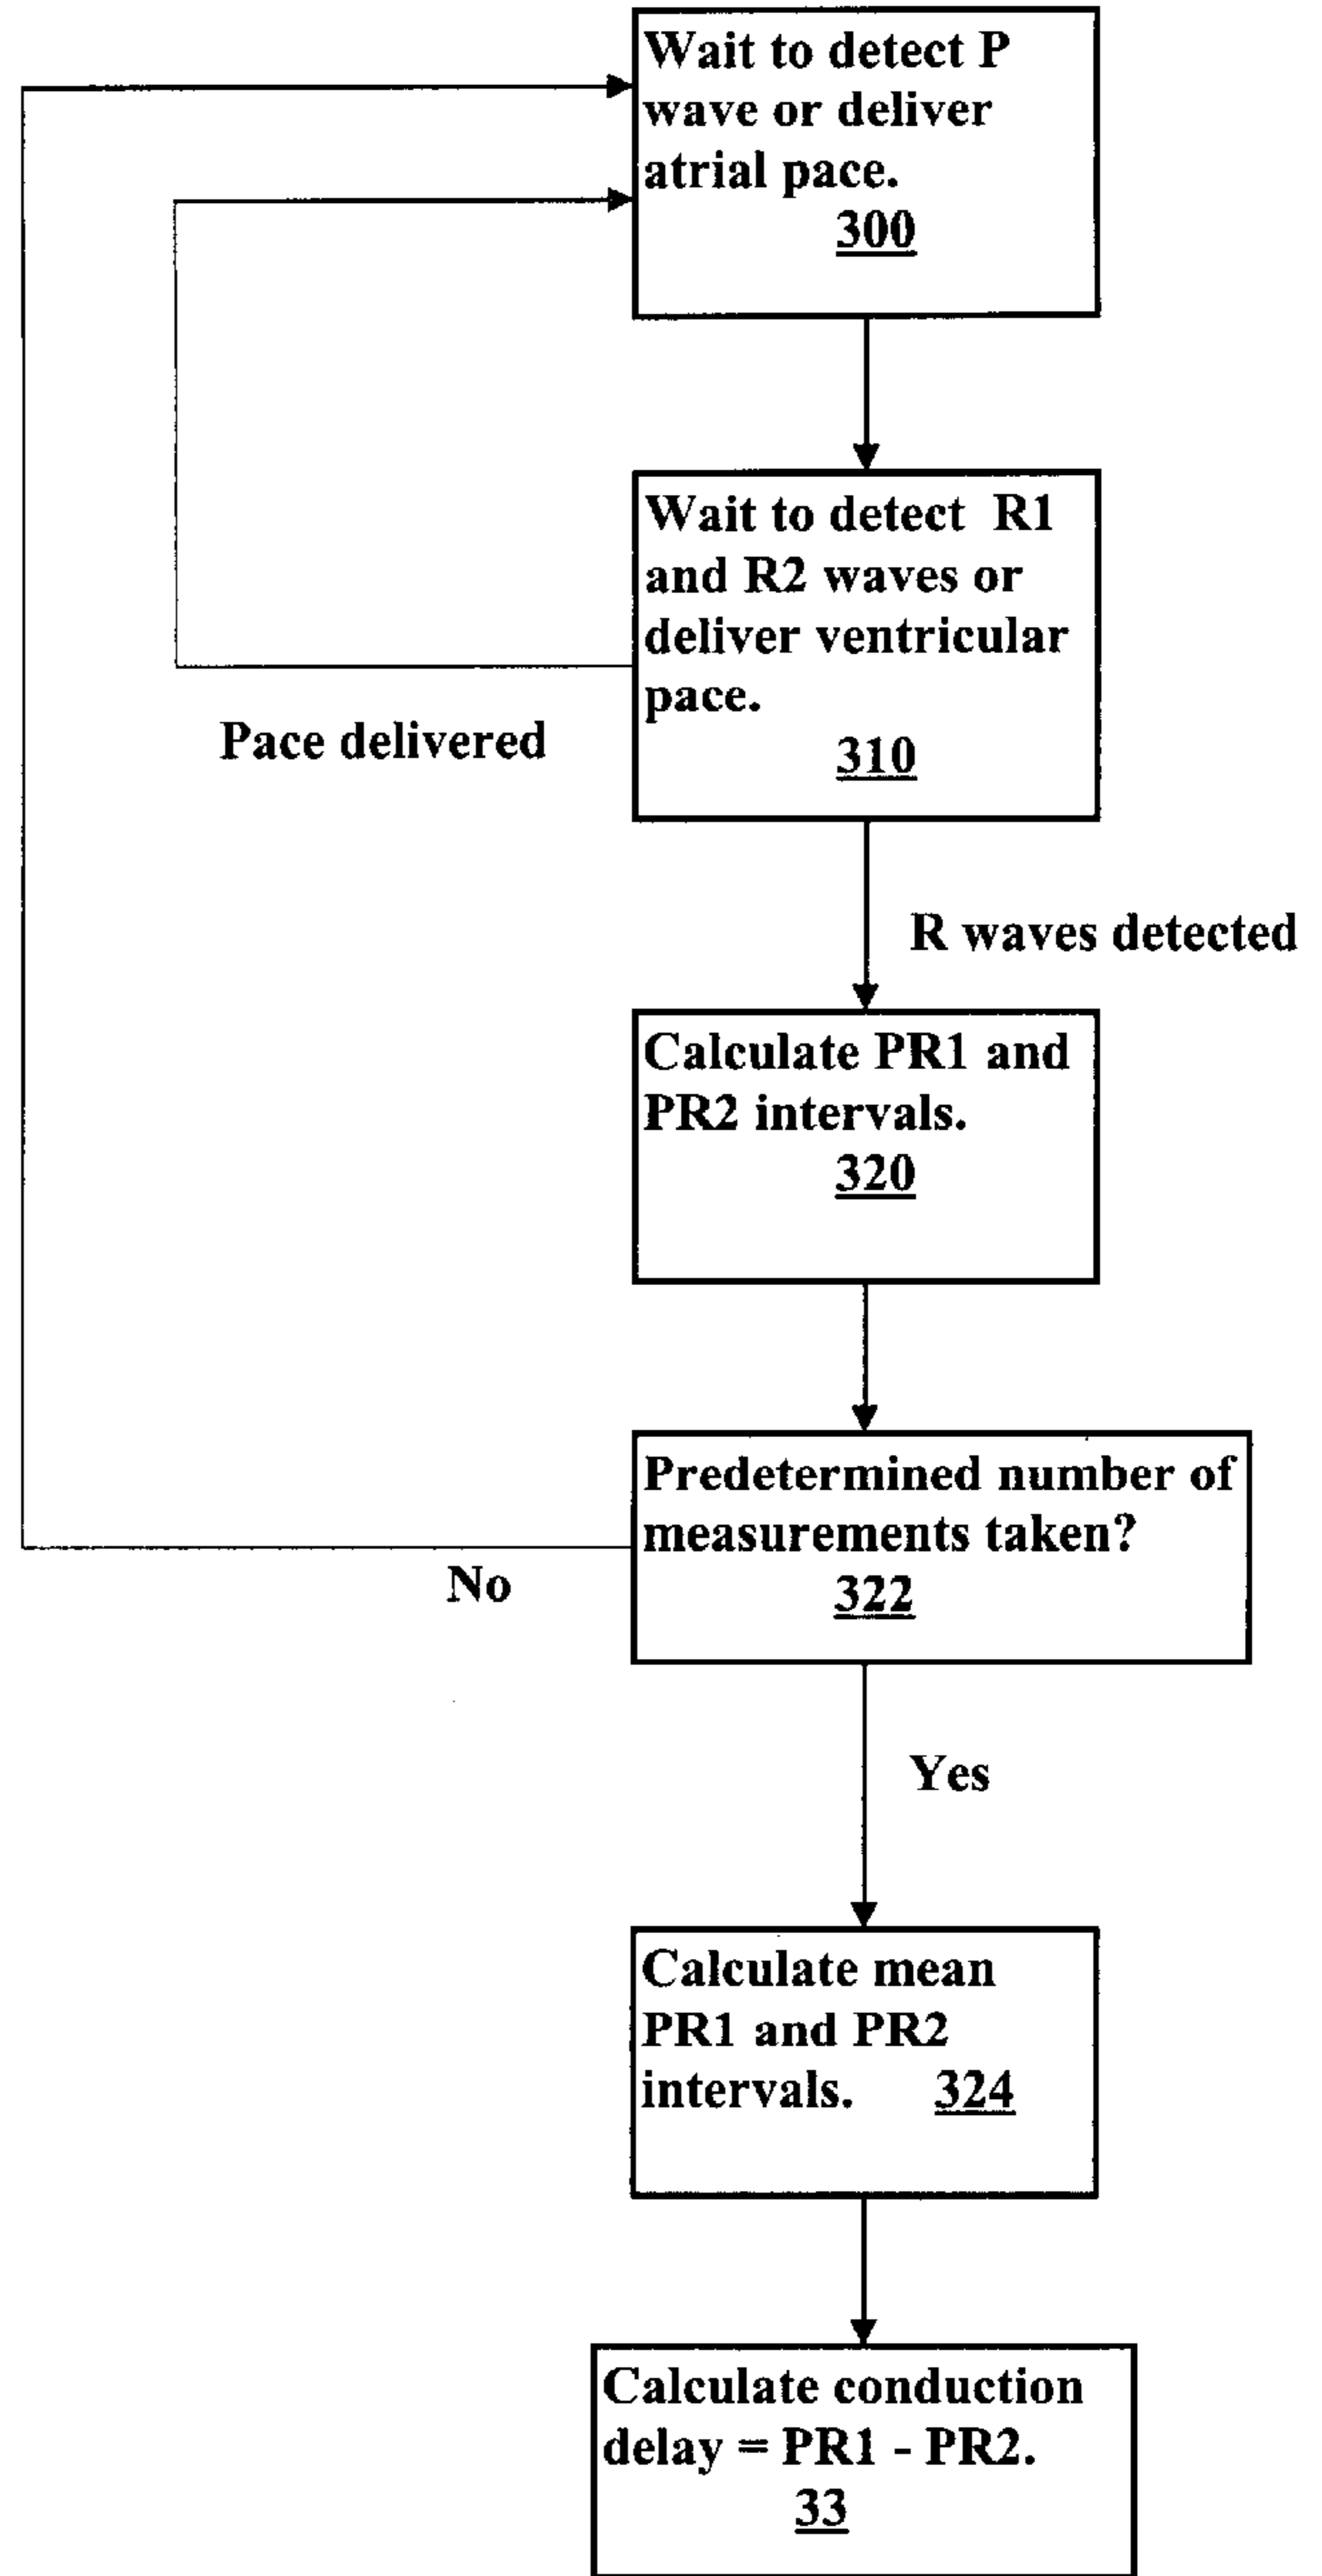 Wait to detect P
wave or deliver
atrial pace.
300
Wait to detect R1
and R2 waves or
deliver ventricular
pace.
310
Pace delivered
R waves detected
Calculate PR1 and
PR2 intervals.
320
Predetermined number of
measurements taken?
322
No
Yes
Calculate mean
PR1 and PR2
intervals. 324
Calculate conduction
delay = PR1 - PR2.
33